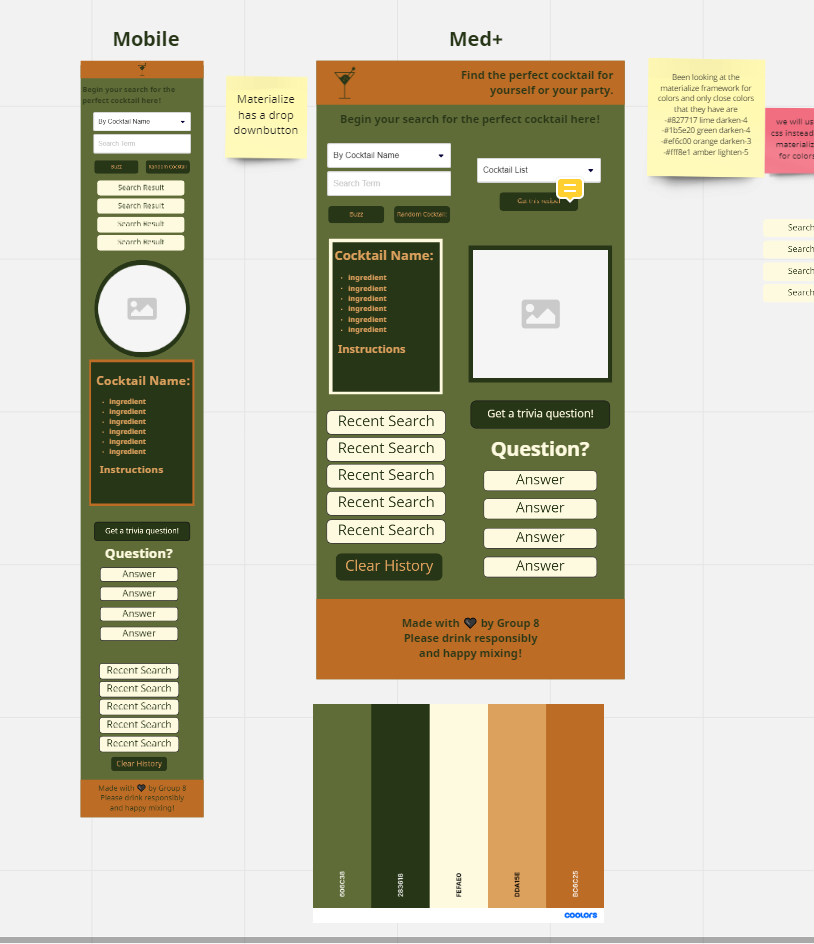 Mobile
Begin your search for the
perfect cocktail here!
By Cocktail Name
Search Term
Buzz
Random Cocktail
Search Result
Search Result
Search Result
Search Result
Cocktail Name:
ingredient
ingredient
ingredient
ingredient
ingredient
ingredient
Instructions
Get a trivia question!
Question?
Answer
Answer
Answer
Answer
Recent Search
Recent Search
Recent Search
Recent Search
Recent Search
Clear History
Made with by Group 8
Please drink responsibly
and happy mixing!
Materialize
has a drop
downbutton
Med+
Find the perfect cocktail for
yourself or your party.
Begin your search for the perfect cocktail here!
By Cocktail Name
Search Term
Buzz
Random Cocktail
Cocktail List
Get this recipe!
Cocktail Name:
ingredient
ingredient
ingredient
ingredient
ingredient
ingredient
Instructions
Recent Search
Recent Search
Recent Search
Recent Search
Recent Search
Clear History
Get a trivia question!
Question?
Answer
Answer
Answer
Answer
Made with by Group 8
Please drink responsibly
and happy mixing!
606C38
283618
FEFAE0
DDA15E
BC6C25
coolors
Been looking at the
materialize framework for
colors and only close colors
that they have are
-#827717 lime darken-4
-#1b5e20 green darken-4
-#ef6c00 orange darken-3
-#fff8e1 amber lighten-5
we will us
css instead
materializ
for colors
Search
Search
Search
Search